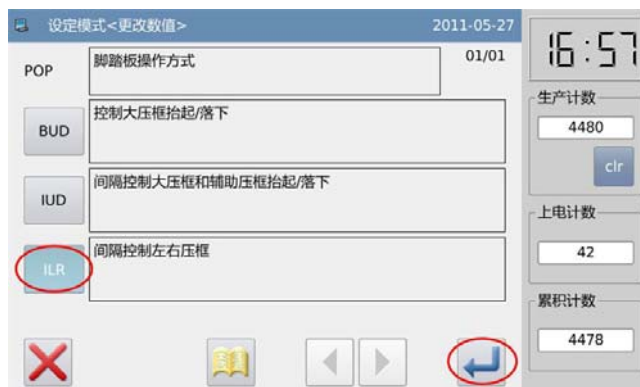 设定模式<更改数值> 2011-05-27
16:57
POP 脚踏板操作方式 01/01
生产计数
4480
clr
BUD 控制大压框抬起/落下
IUD 间隔控制大压框和辅助压框抬起/落下
上电计数
42
ILR 间隔控制左右压框
累积计数
4478